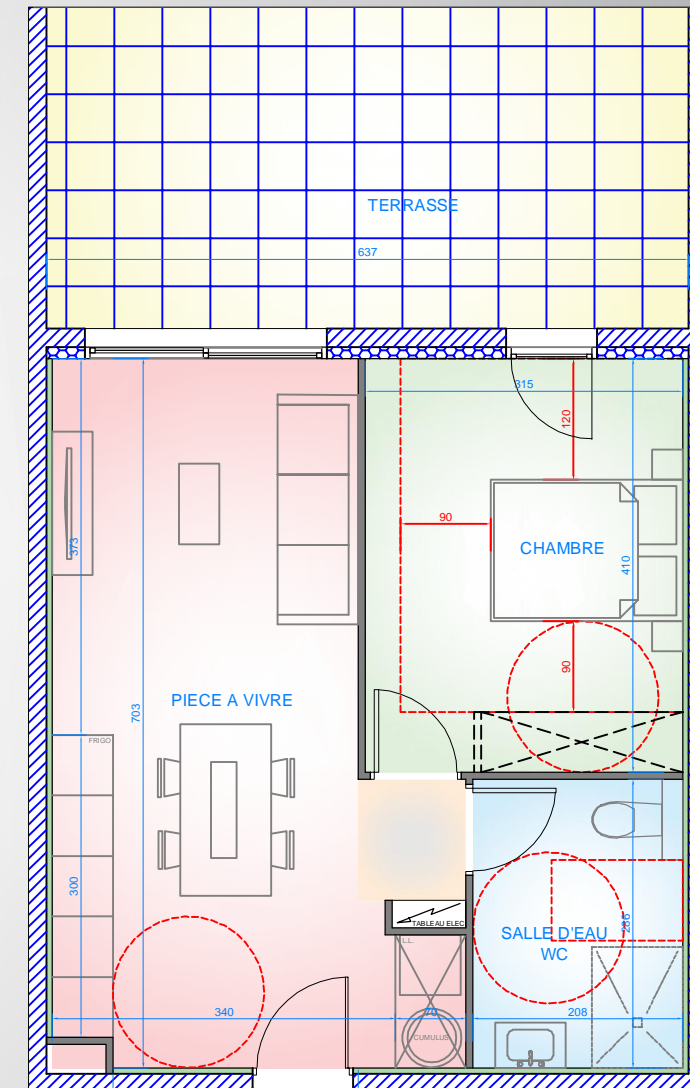 TERRASSE
637
315
120
90
373
CHAMBRE
410
90
PIECE A VIVRE
703
FRIGO
300
TABLEAU ELEC
SALLE D'EAU
WC
286
L.L.
340
70
208
CUMULUS